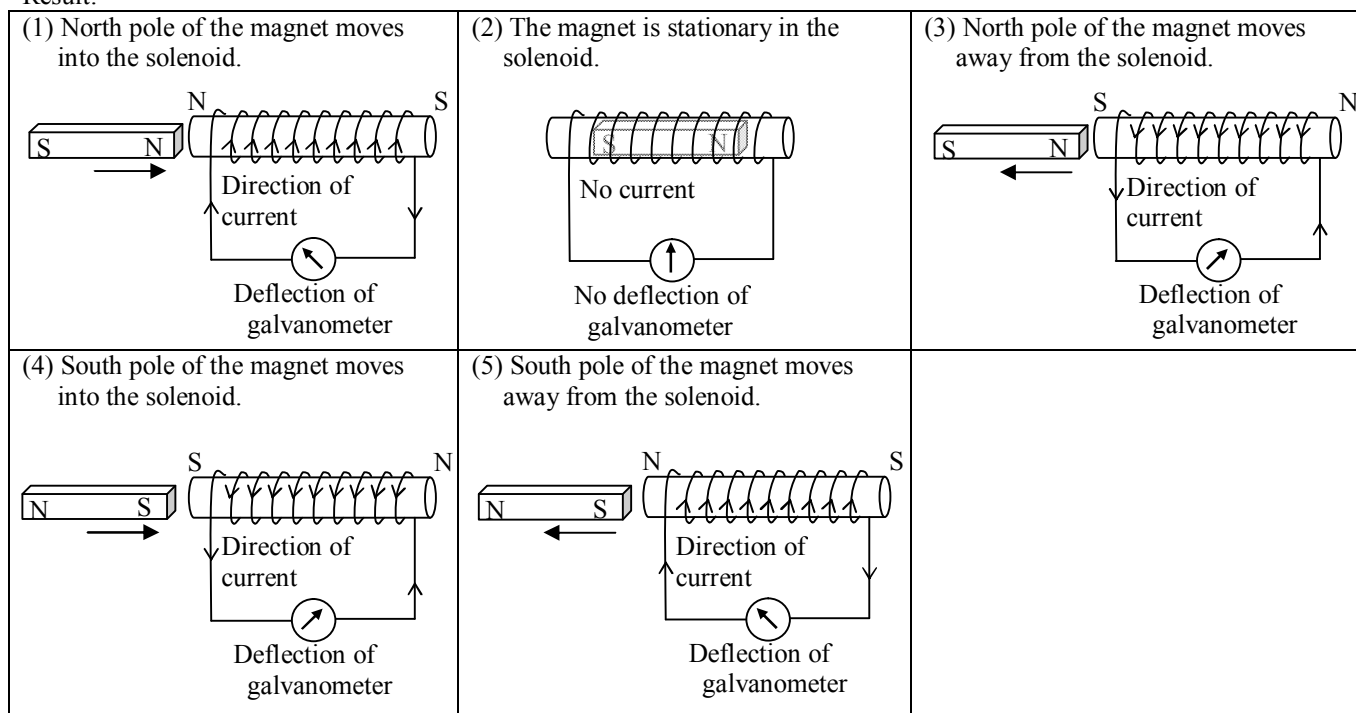 Result:
(1) North pole of the magnet moves
into the solenoid.
N
S
S
N
Direction of
current
Deflection of
galvanometer
(2) The magnet is stationary in the
solenoid.
S
N
No current
No deflection of
galvanometer
(3) North pole of the magnet moves
away from the solenoid.
S
N
S
N
Direction of
current
Deflection of
galvanometer
(4) South pole of the magnet moves
into the solenoid.
S
N
N
S
Direction of
current
Deflection of
galvanometer
(5) South pole of the magnet moves
away from the solenoid.
N
S
N
S
Direction of
current
Deflection of
galvanometer